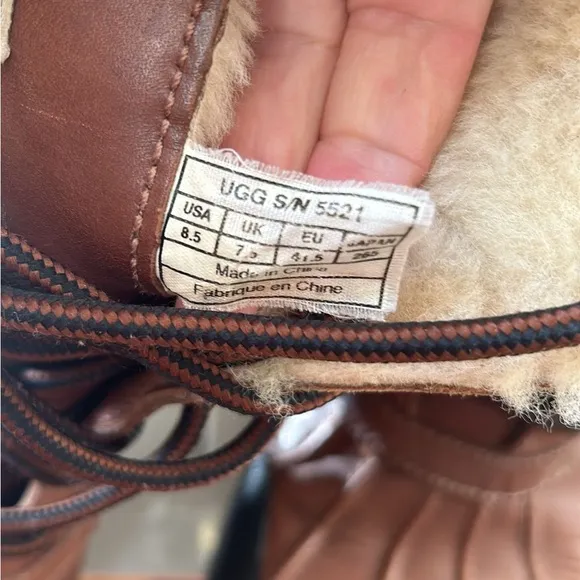 UGG S/N 5521
USA UK EU JAPAN
8.5 7.5 41.5 265
Made in China
Fabrique en Chine